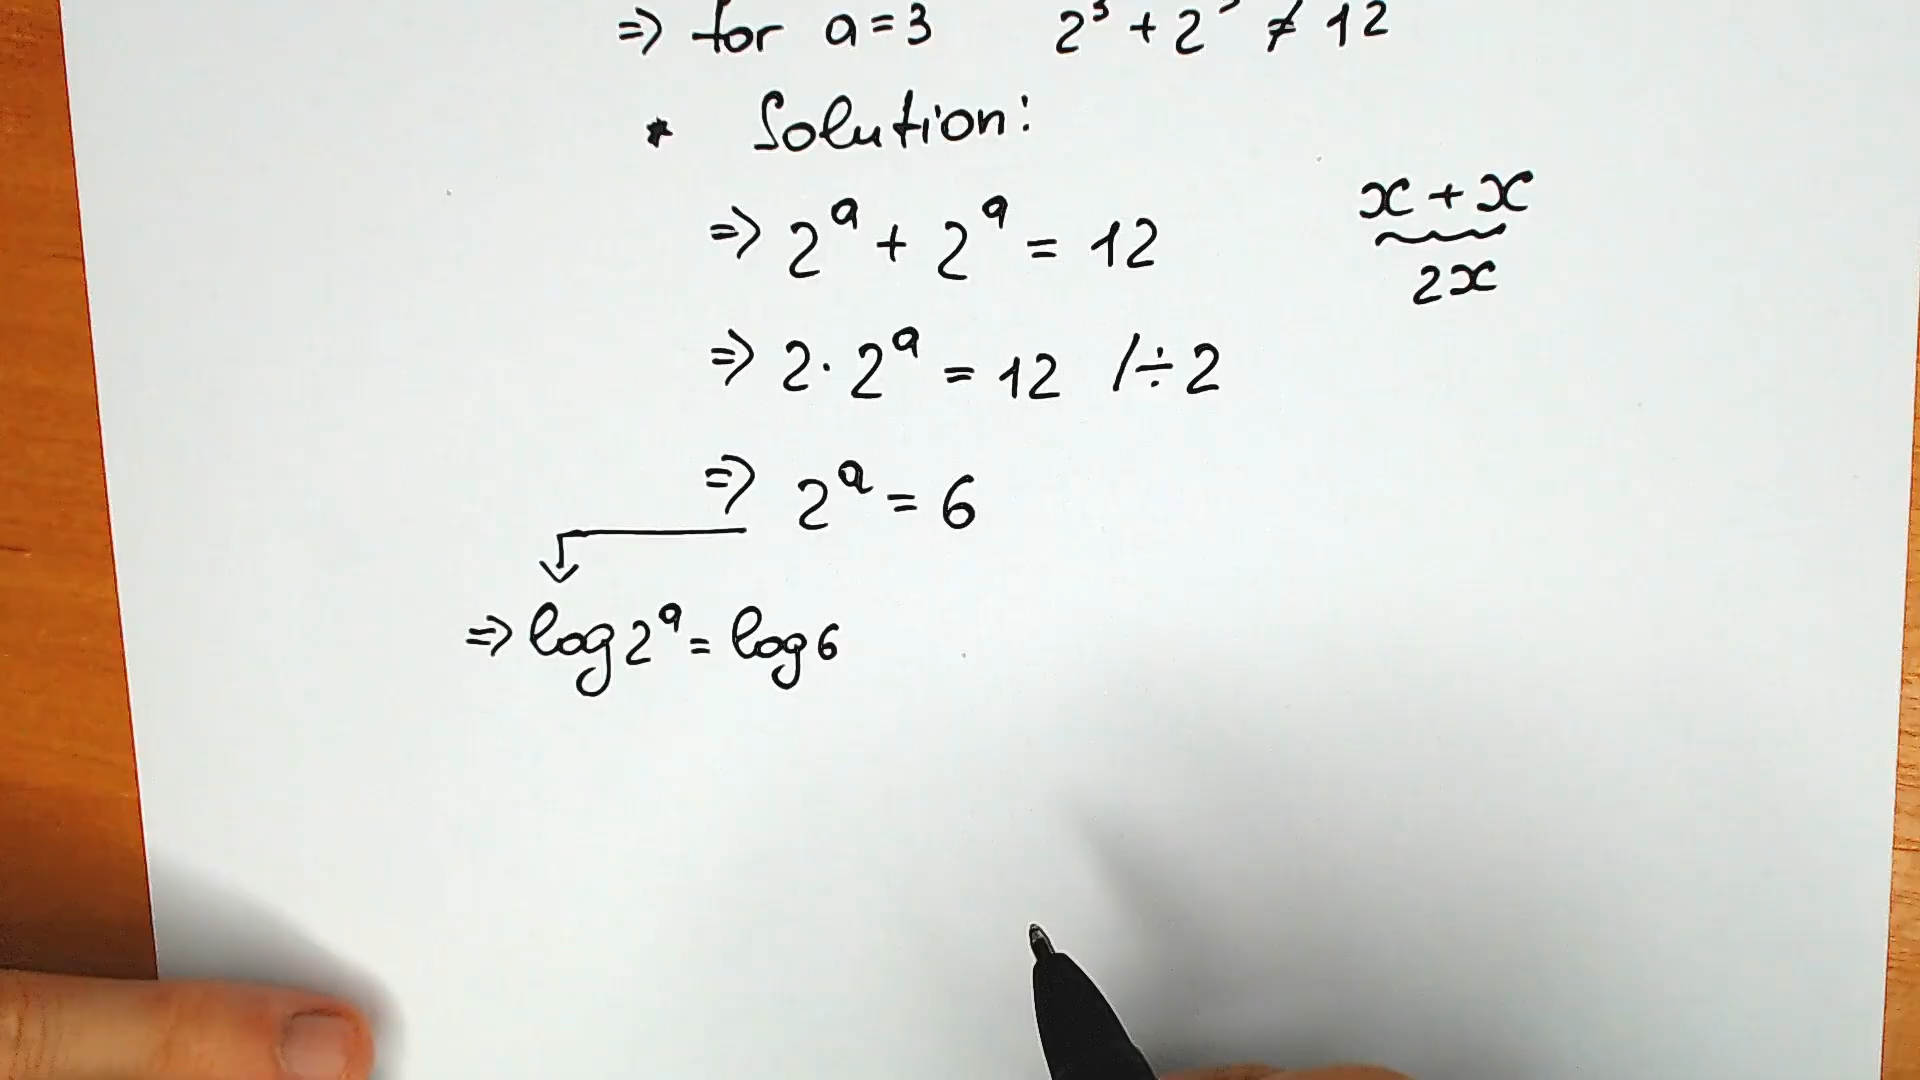 ⇒ for a = 3 2³ + 2³ ≠ 12
* Solution:
⇒ 2ᵃ + 2ᵃ = 12
x + x
2x
⇒ 2 · 2ᵃ = 12 /÷2
⇒ 2ᵃ = 6
⇒ log 2ᵃ = log 6